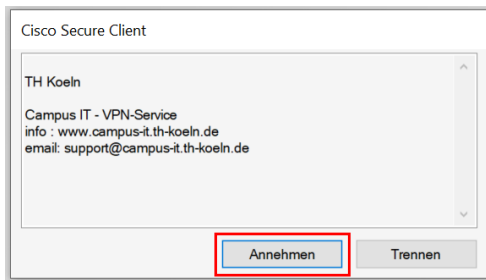 Cisco Secure Client
TH Koeln
Campus IT - VPN-Service
info : www.campus-it.th-koeln.de
email: support@campus-it.th-koeln.de
Annehmen
Trennen